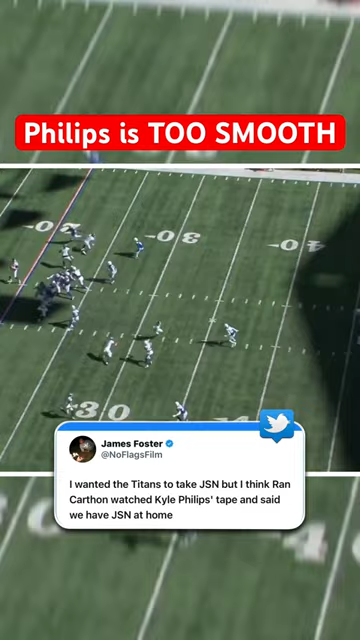 Philips is TOO SMOOTH
20
30
40
30
James Foster
@NoFlagsFilm
I wanted the Titans to take JSN but I think Ran
Carthon watched Kyle Philips' tape and said
we have JSN at home